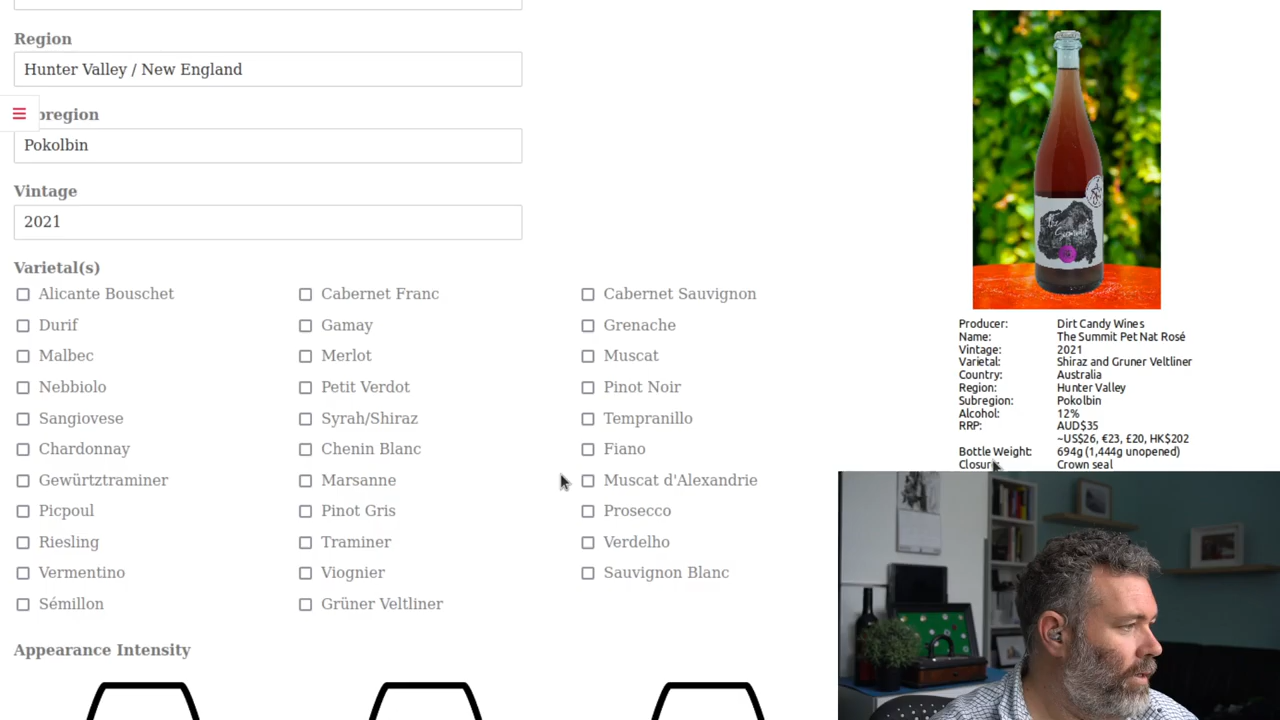 Region
Hunter Valley / New England
bregion
Pokolbin
Vintage
2021
Varietal(s)
Alicante Bouschet Cabernet Franc Cabernet Sauvignon
Durif Gamay Grenache
Malbec Merlot Muscat
Nebbiolo Petit Verdot Pinot Noir
Sangiovese Syrah/Shiraz Tempranillo
Chardonnay Chenin Blanc Fiano
Gewürtztraminer Marsanne Muscat d'Alexandrie
Picpoul Pinot Gris Prosecco
Riesling Traminer Verdelho
Vermentino Viognier Sauvignon Blanc
Sémillon Grüner Veltliner
Appearance Intensity
The
Summit
Producer: Dirt Candy Wines
Name: The Summit Pet Nat Rosé
Vintage: 2021
Varietal: Shiraz and Gruner Veltliner
Country: Australia
Region: Hunter Valley
Subregion: Pokolbin
Alcohol: 12%
RRP: AUD$35
~US$26, €23, £20, HK$202
Bottle Weight: 694g (1,444g unopened)
Closure: Crown seal